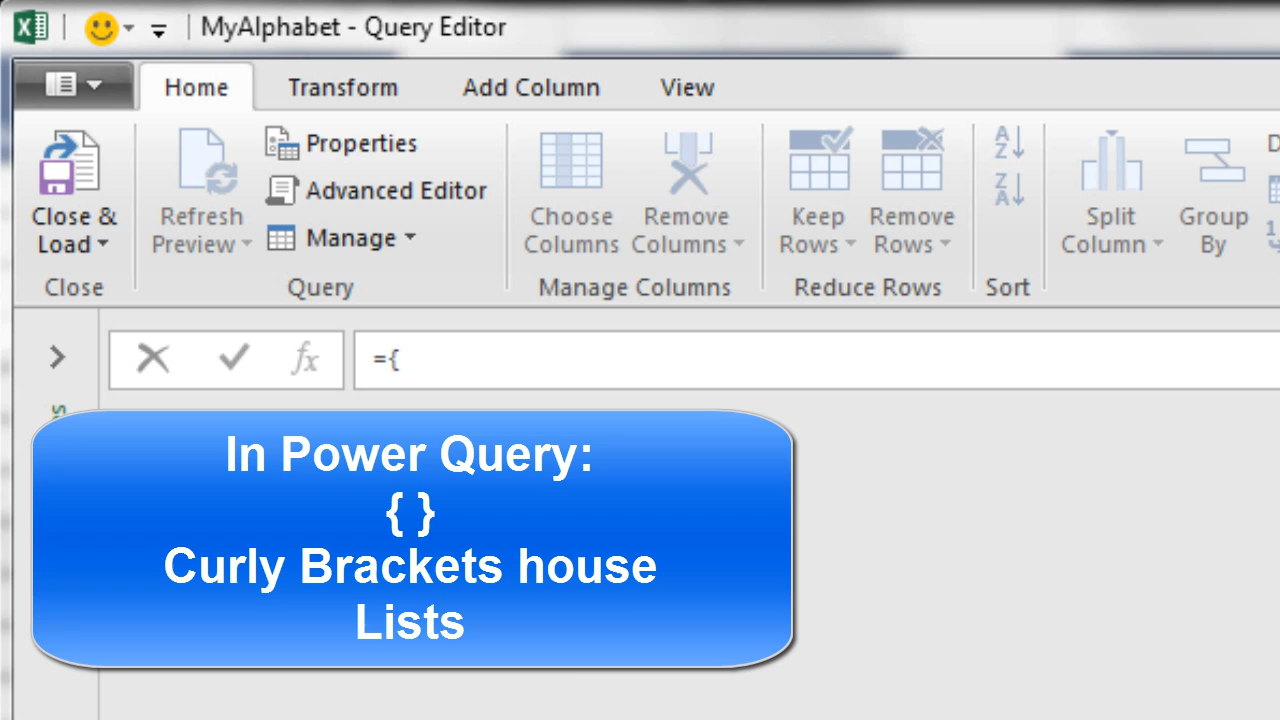 MyAlphabet - Query Editor
Home Transform Add Column View
Properties
Advanced Editor
Manage
Close & Load
Refresh Preview
Choose Columns
Remove Columns
Keep Rows
Remove Rows
A Z
Z A
Split Column
Group By
Close Query Manage Columns Reduce Rows Sort
fx ={
In Power Query:
{ }
Curly Brackets house
Lists